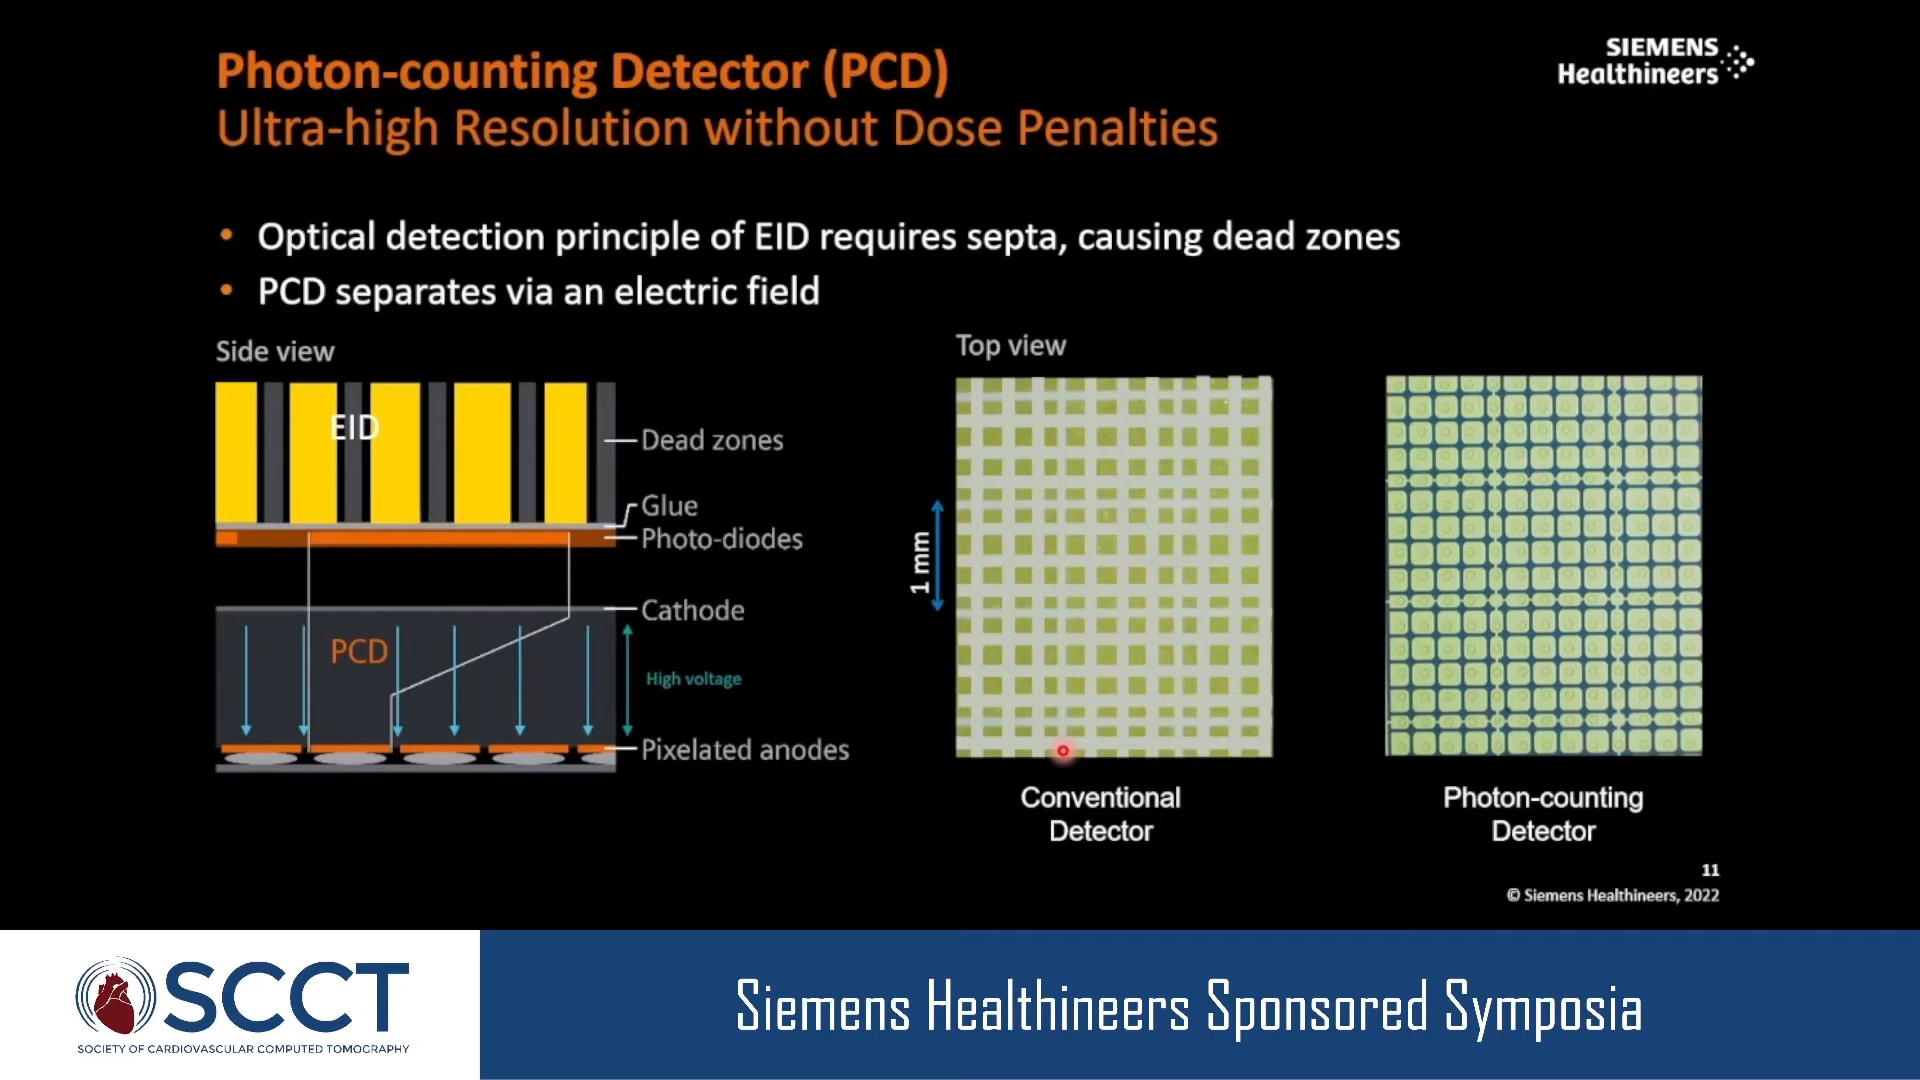 Photon-counting Detector (PCD)
SIEMENS
Healthineers
Ultra-high Resolution without Dose Penalties
• Optical detection principle of EID requires septa, causing dead zones
• PCD separates via an electric field
Side view
Top view
EID
Dead zones
Glue
Photo-diodes
1 mm
Cathode
PCD
High voltage
Pixelated anodes
Conventional
Detector
Photon-counting
Detector
11
© Siemens Healthineers, 2022
SCCT
SOCIETY OF CARDIOVASCULAR COMPUTED TOMOGRAPHY
Siemens Healthineers Sponsored Symposia